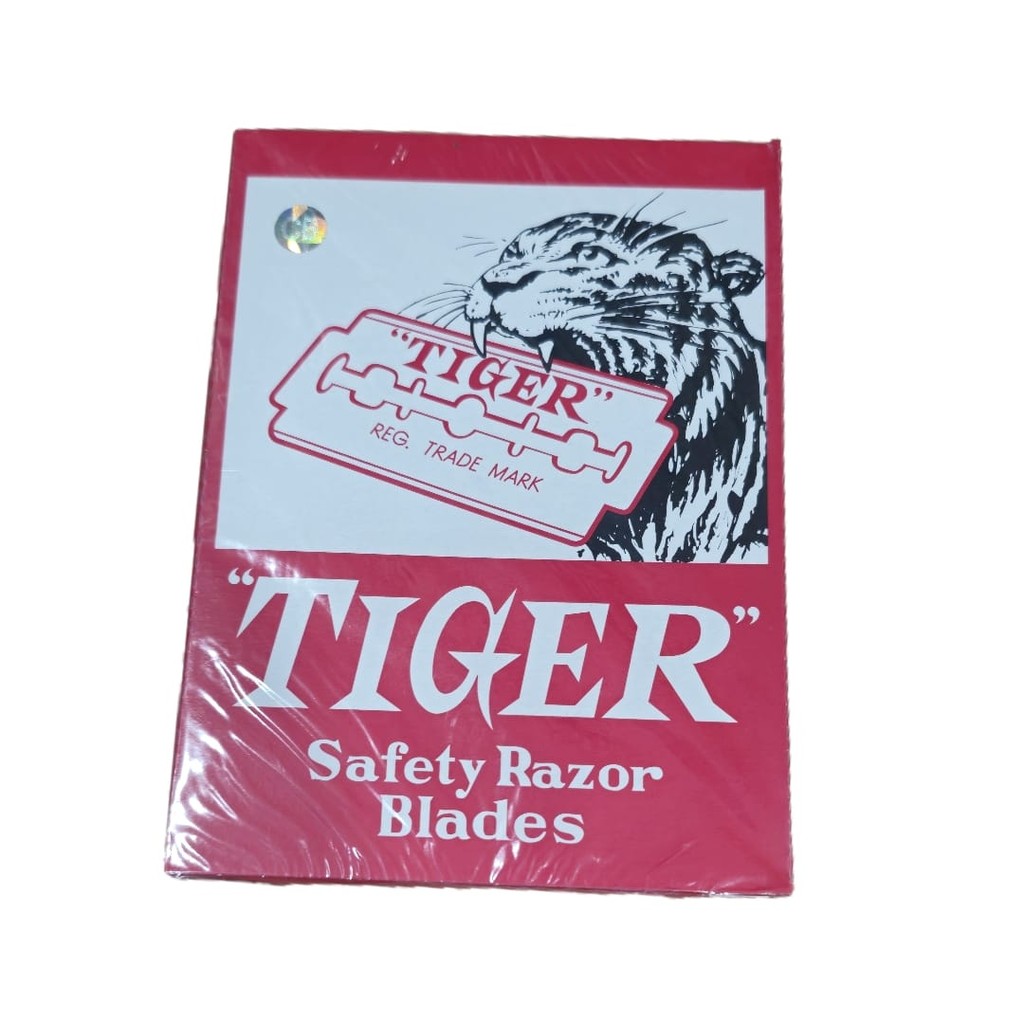 "TIGER"
REG. TRADE MARK
"TIGER"
Safety Razor
Blades